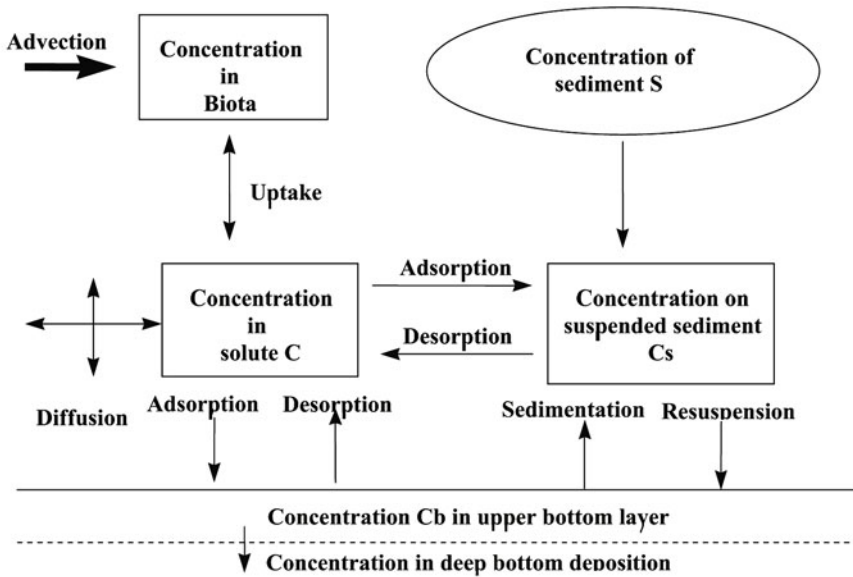 Advection
Concentration
in
Biota
Concentration of
sediment S
Uptake
Concentration
in
solute C
Adsorption
Desorption
Concentration on
suspended sediment
Cs
Diffusion
Adsorption
Desorption
Sedimentation
Resuspension
Concentration Cb in upper bottom layer
Concentration in deep bottom deposition